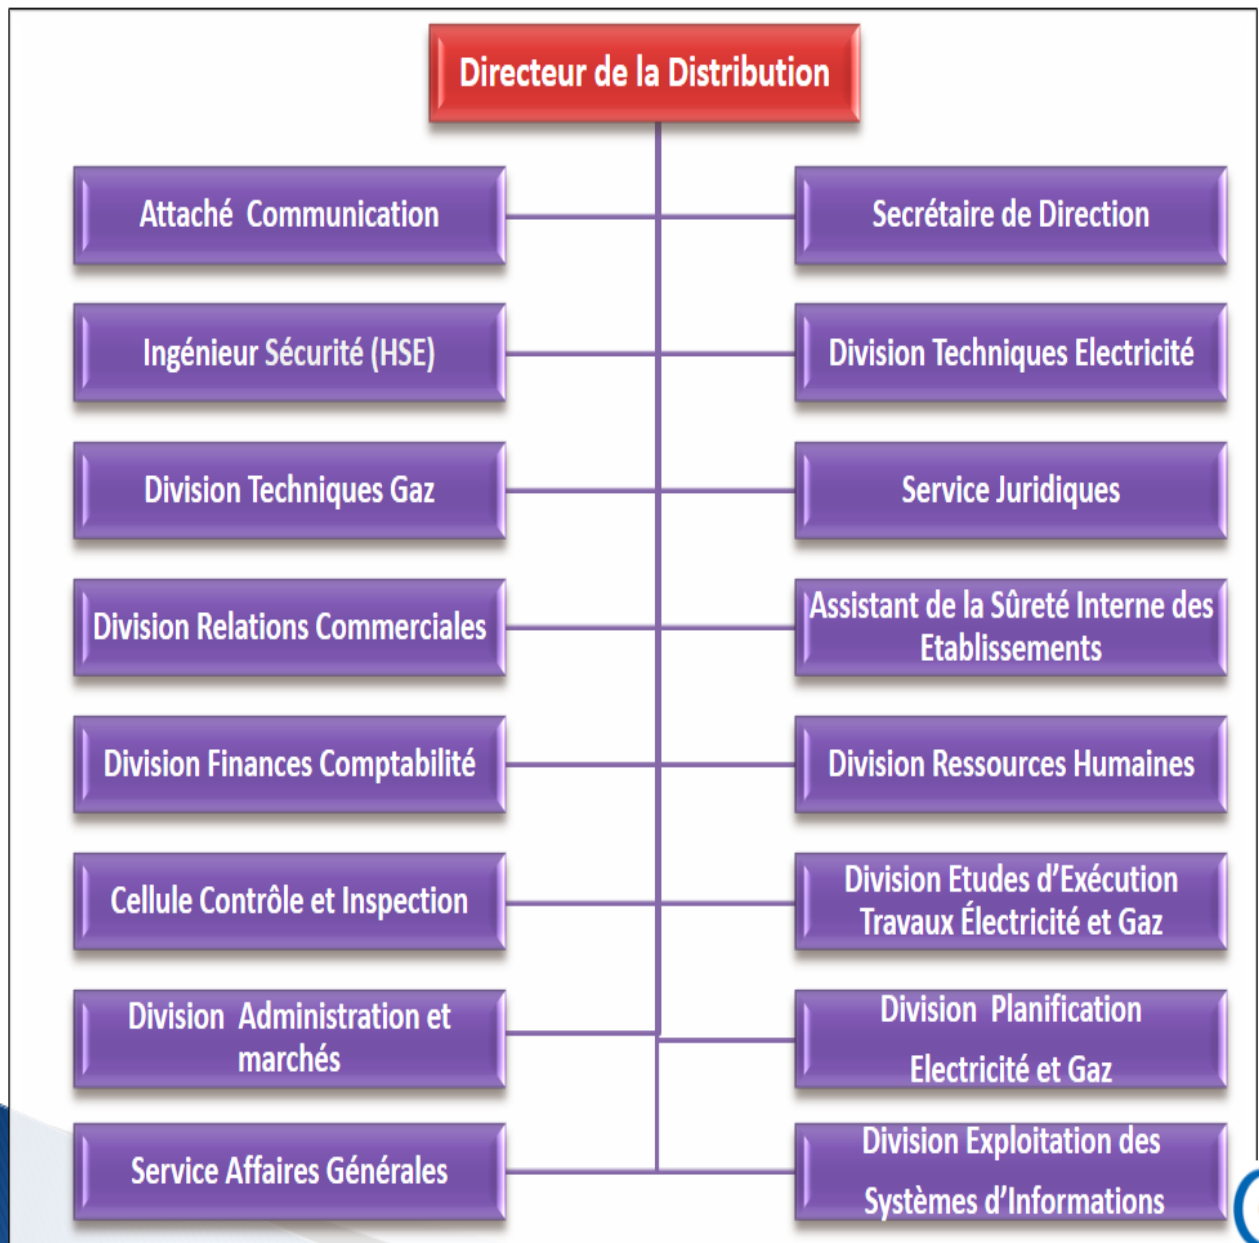 Directeur de la Distribution
Attaché Communication
Secrétaire de Direction
Ingénieur Sécurité (HSE)
Division Techniques Electricité
Division Techniques Gaz
Service Juridiques
Division Relations Commerciales
Assistant de la Sûreté Interne des
Etablissements
Division Finances Comptabilité
Division Ressources Humaines
Cellule Contrôle et Inspection
Division Etudes d’Exécution
Travaux Électricité et Gaz
Division Administration et
marchés
Division Planification
Electricité et Gaz
Service Affaires Générales
Division Exploitation des
Systèmes d’Informations